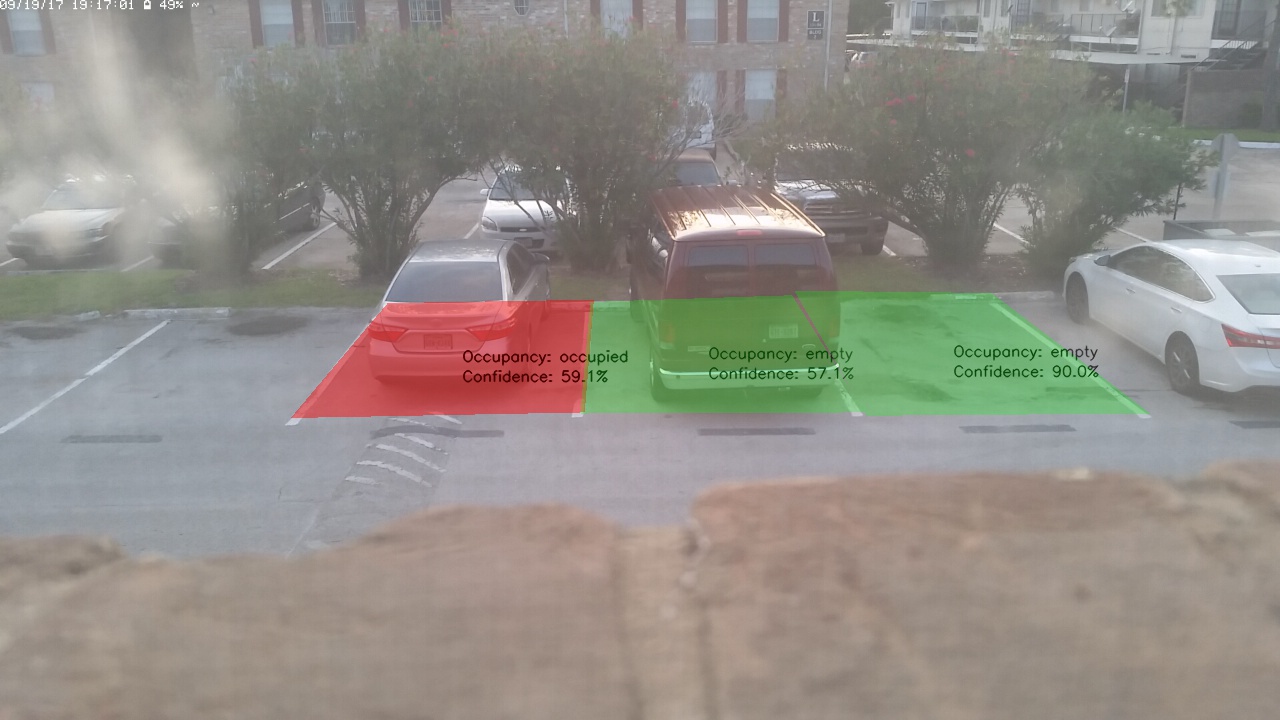 09/19/17 19:17:01 49% ~
Occupancy: occupied
Confidence: 59.1%
Occupancy: empty
Confidence: 57.1%
Occupancy: empty
Confidence: 90.0%
L